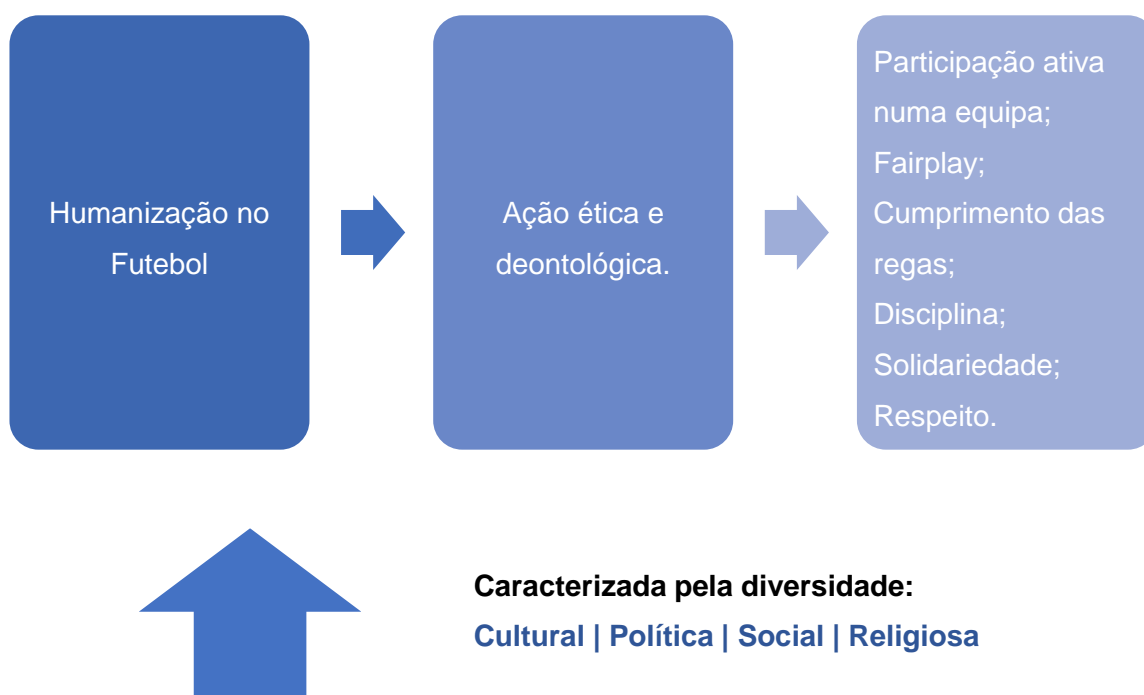 Humanização no
Futebol
Ação ética e
deontológica.
Participação ativa
numa equipa;
Fairplay;
Cumprimento das
regas;
Disciplina;
Solidariedade;
Respeito.
Caracterizada pela diversidade:
Cultural | Política | Social | Religiosa